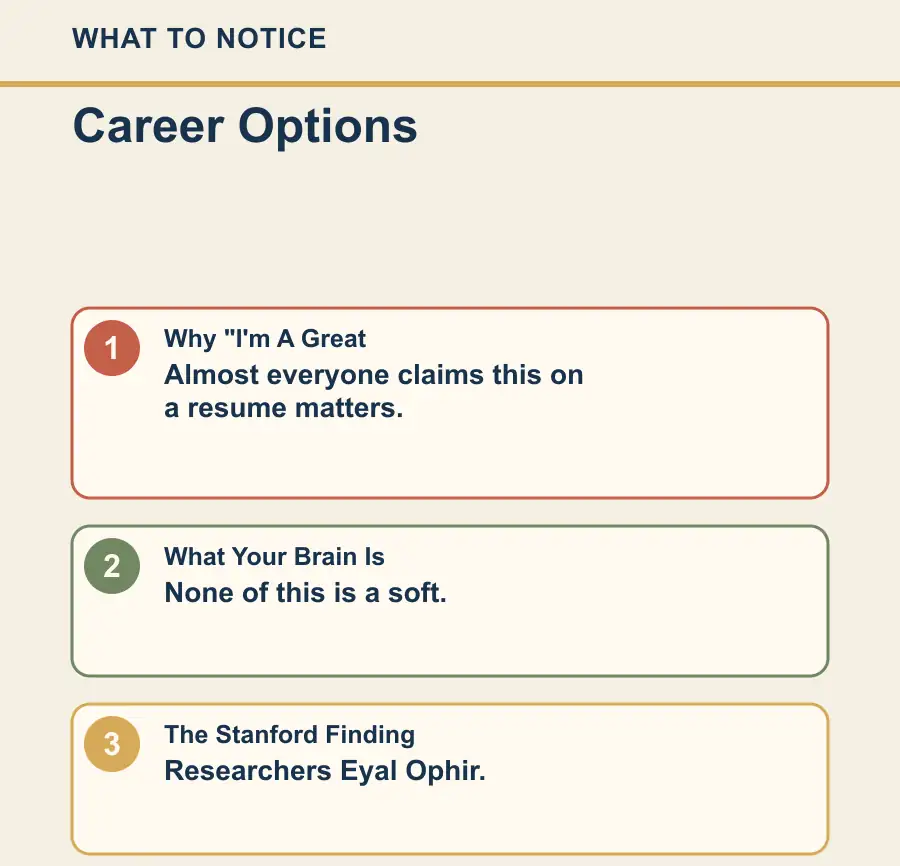 WHAT TO NOTICE
Career Options
1
Why "I'm A Great
Almost everyone claims this on
a resume matters.
2
What Your Brain Is
None of this is a soft.
3
The Stanford Finding
Researchers Eyal Ophir.